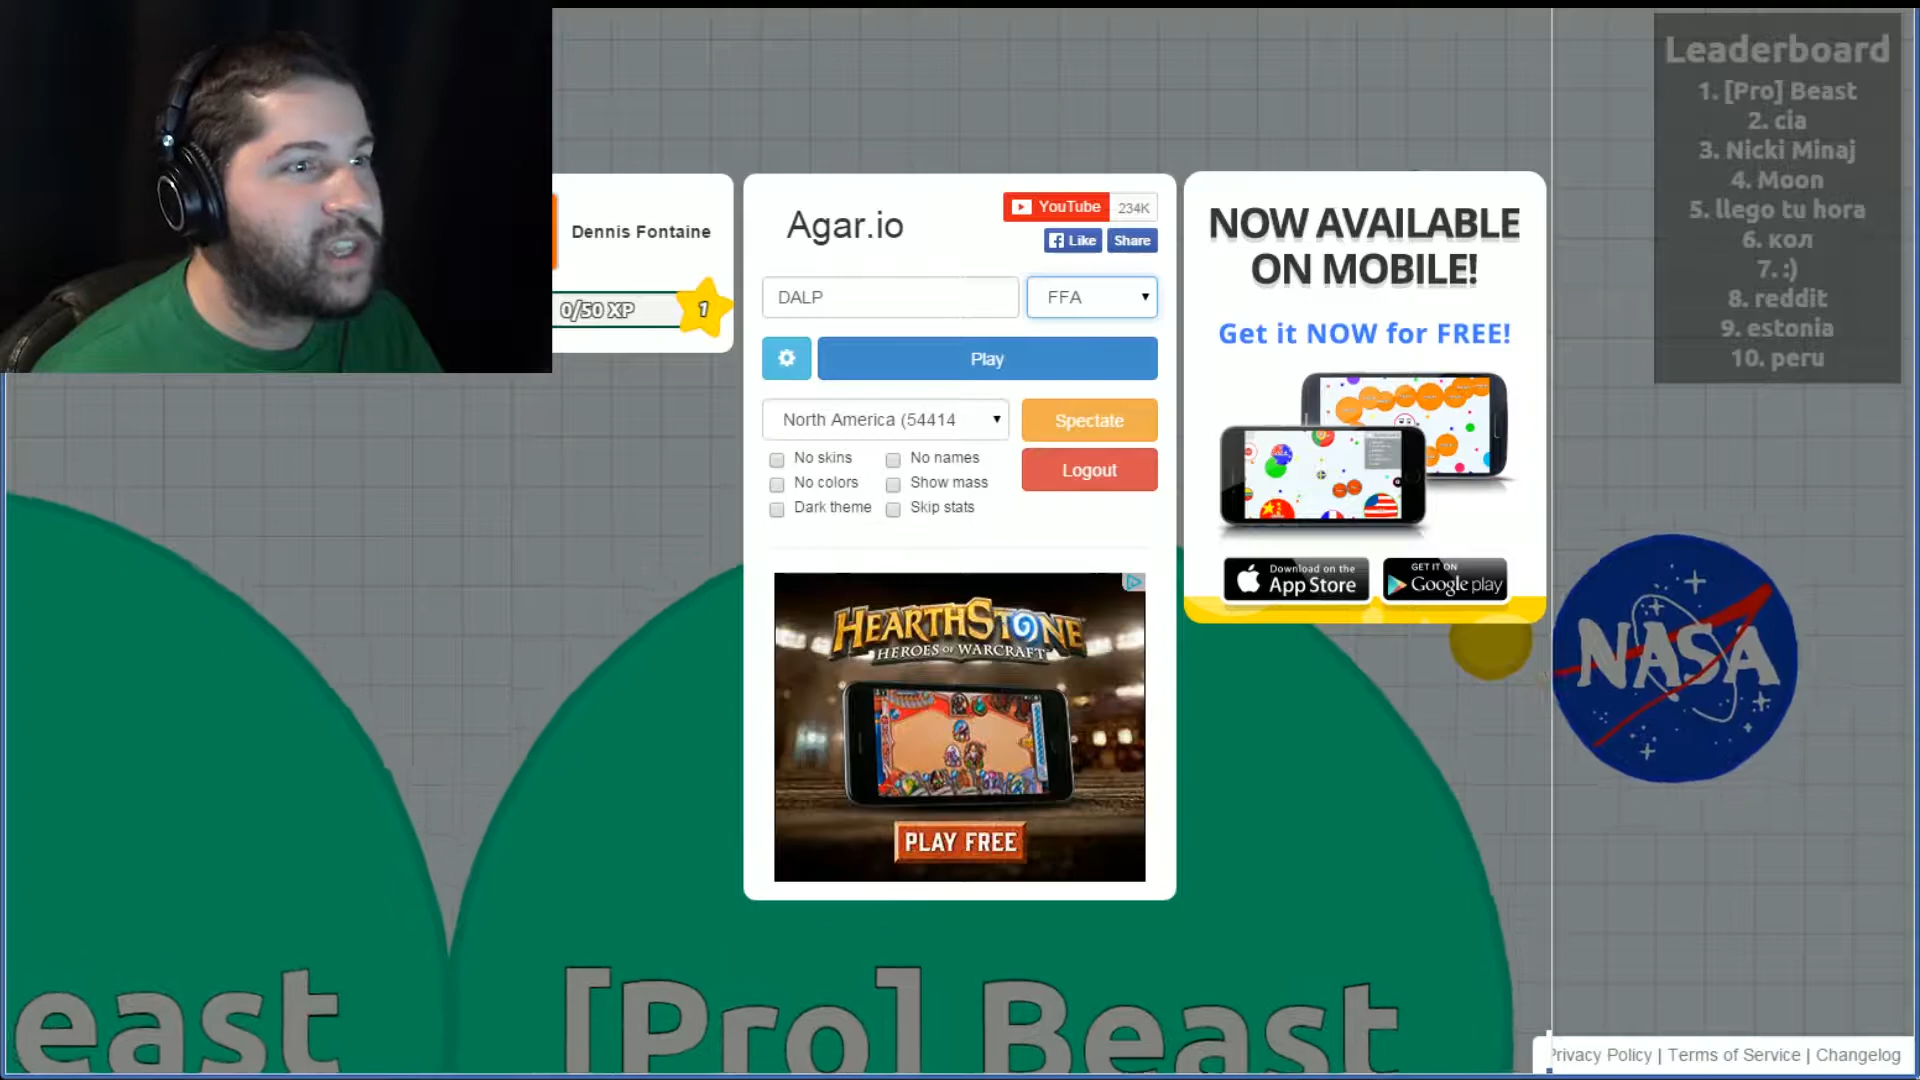 Leaderboard
1. [Pro] Beast
2. cia
3. Nicki Minaj
4. Moon
5. llego tu hora
6. кол
7. :)
8. reddit
9. estonia
10. peru
Dennis Fontaine
0/50 XP
1
Agar.io
YouTube 234K
Like Share
DALP
FFA
Play
North America (54414
Spectate
Logout
No skins
No names
No colors
Show mass
Dark theme
Skip stats
HEARTHSTONE
HEROES OF WARCRAFT
PLAY FREE
NOW AVAILABLE
ON MOBILE!
Get it NOW for FREE!
Download on the
App Store
GET IT ON
Google play
NASA
east
[Pro] Beast
Privacy Policy | Terms of Service | Changelog